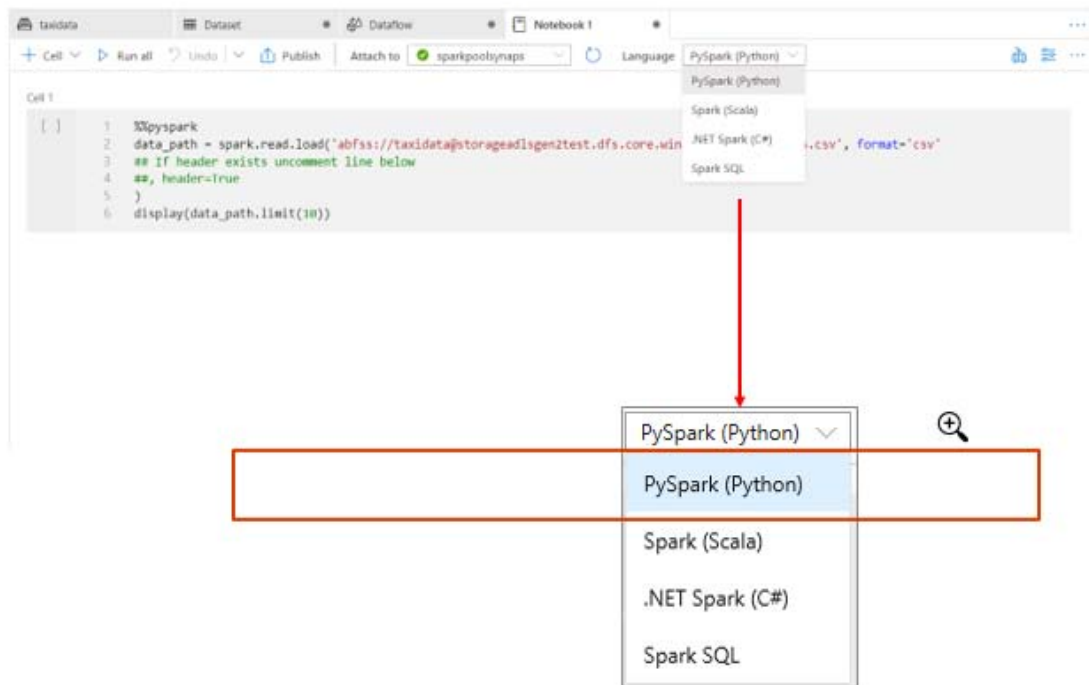 taxidata Dataset Dataflow Notebook 1
+ Cell Run all Undo Publish Attach to sparkpoolsynaps Language PySpark (Python)
PySpark (Python)
Spark (Scala)
.NET Spark (C#)
Spark SQL
Cell 1
[ ]
1 %%pyspark
2 data_path = spark.read.load('abfss://taxidata@storageadlsgen2test.dfs.core.win .csv', format='csv'
3 ## If header exists uncomment line below
4 ##, header=True
5 )
6 display(data_path.limit(10))
PySpark (Python)
PySpark (Python)
Spark (Scala)
.NET Spark (C#)
Spark SQL